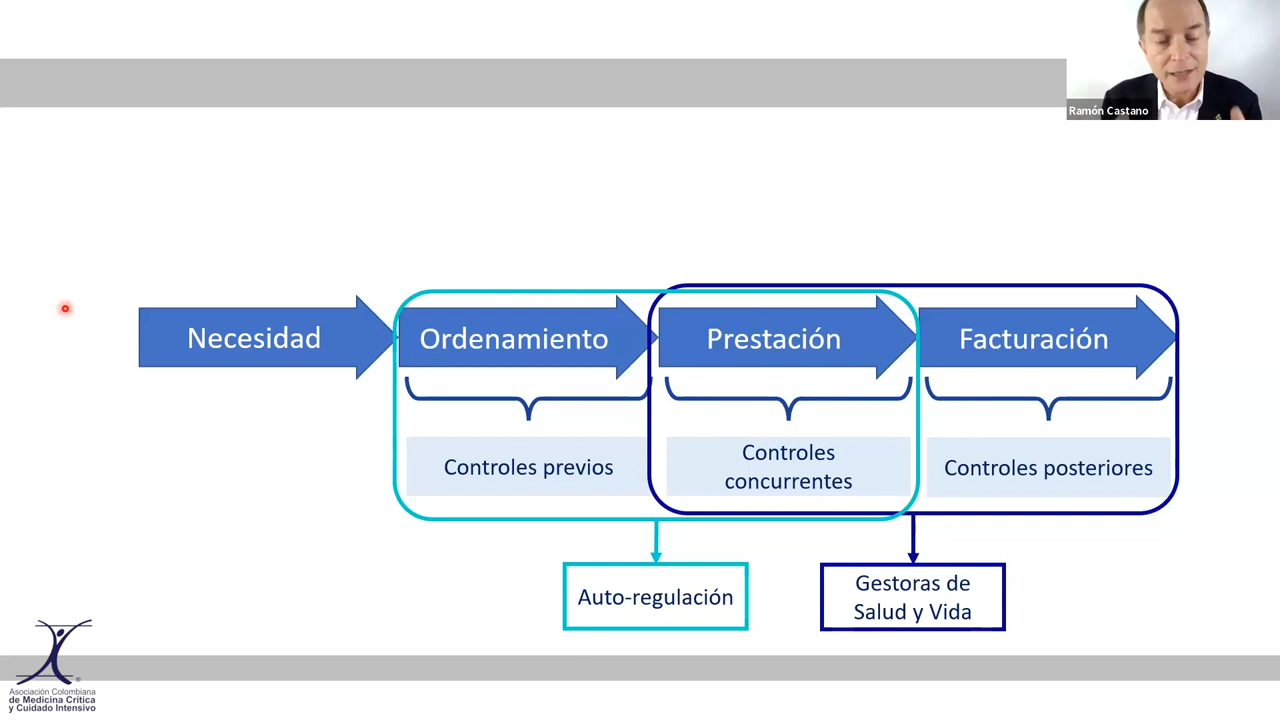 Ramón Castano
Necesidad
Ordenamiento
Prestación
Facturación
Controles previos
Controles
concurrentes
Controles posteriores
Auto-regulación
Gestoras de
Salud y Vida
Asociación Colombiana
de Medicina Crítica
y Cuidado Intensivo